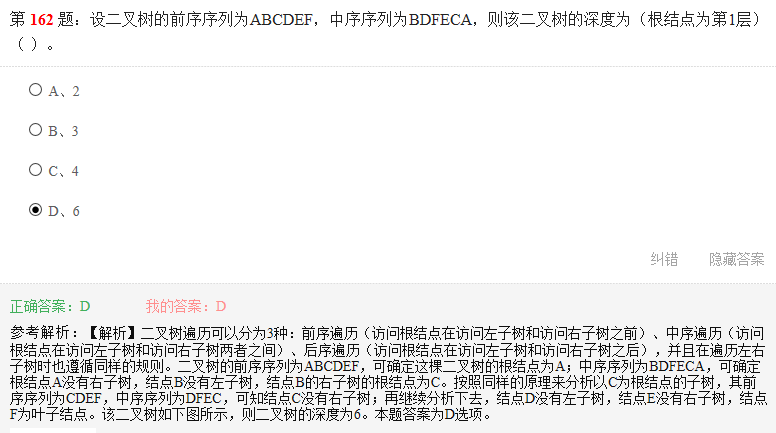 第 162 题：设二叉树的前序序列为ABCDEF，中序序列为BDFECA，则该二叉树的深度为（根结点为第1层）
（ ）。
A、2
B、3
C、4
D、6
纠错 隐藏答案
正确答案：D 我的答案：D
参考解析：【解析】二叉树遍历可以分为3种：前序遍历（访问根结点在访问左子树和访问右子树之前）、中序遍历（访问
根结点在访问左子树和访问右子树两者之间）、后序遍历（访问根结点在访问左子树和访问右子树之后），并且在遍历左右
子树时也遵循同样的规则。二叉树的前序序列为ABCDEF，可确定这棵二叉树的根结点为A；中序序列为BDFECA，可确定
根结点A没有右子树，结点B没有左子树，结点B的右子树的根结点为C。按照同样的原理来分析以C为根结点的子树，其前
序序列为CDEF，中序序列为DFEC，可知结点C没有右子树；再继续分析下去，结点D没有左子树，结点E没有右子树，结点
F为叶子结点。该二叉树如下图所示，则二叉树的深度为6。本题答案为D选项。